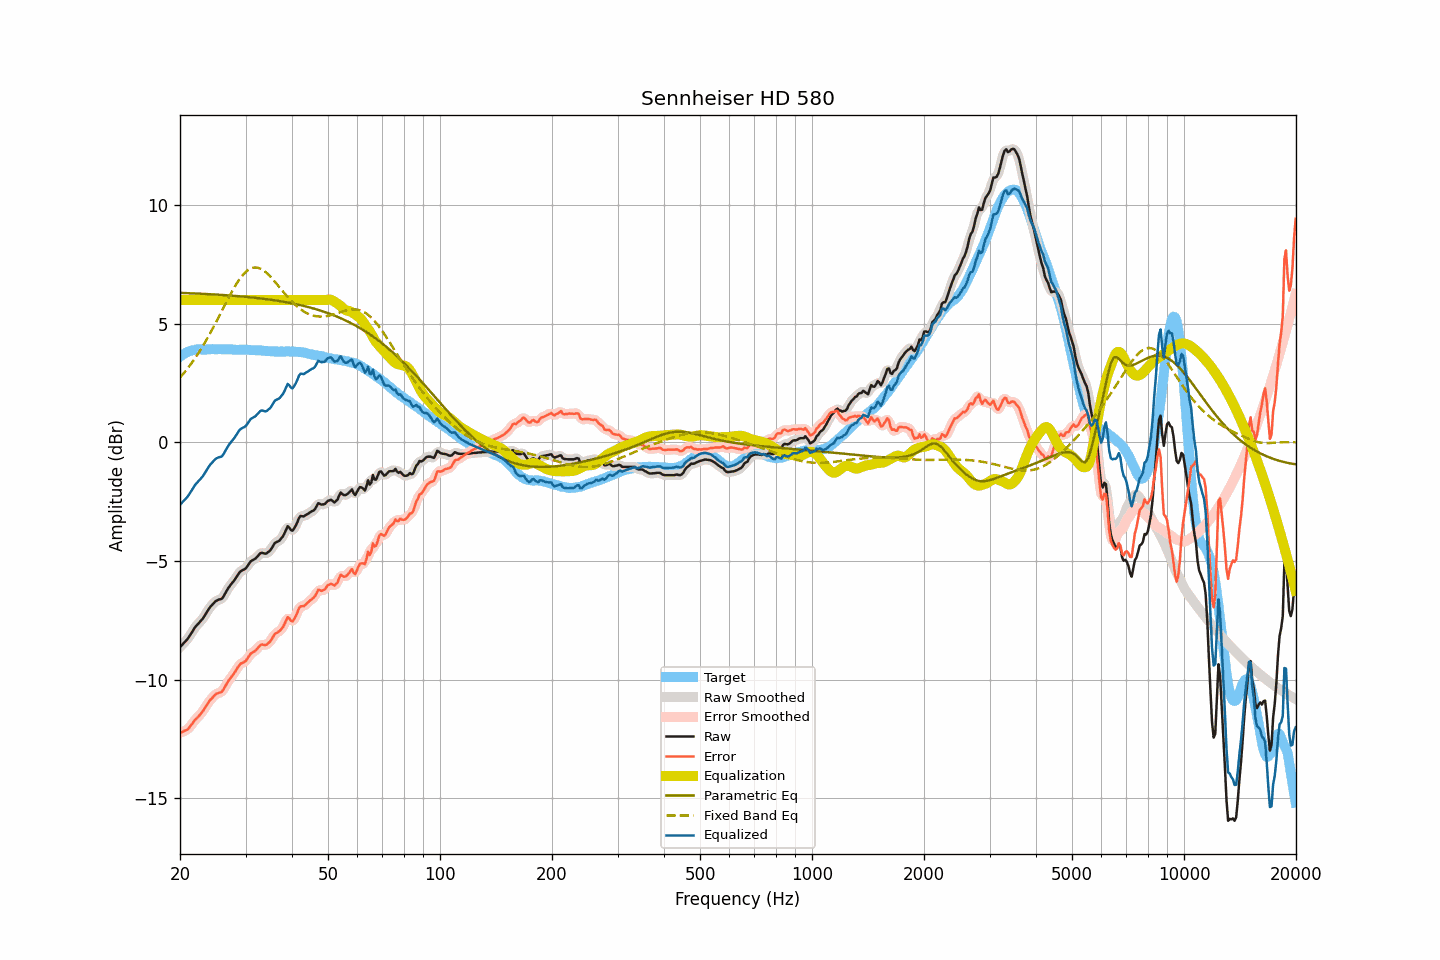 Sennheiser HD 580
Amplitude (dBr)
10
5
0
−5
−10
−15
Target
Raw Smoothed
Error Smoothed
Raw
Error
Equalization
Parametric Eq
Fixed Band Eq
Equalized
20 50 100 200 500 1000 2000 5000 10000 20000
Frequency (Hz)